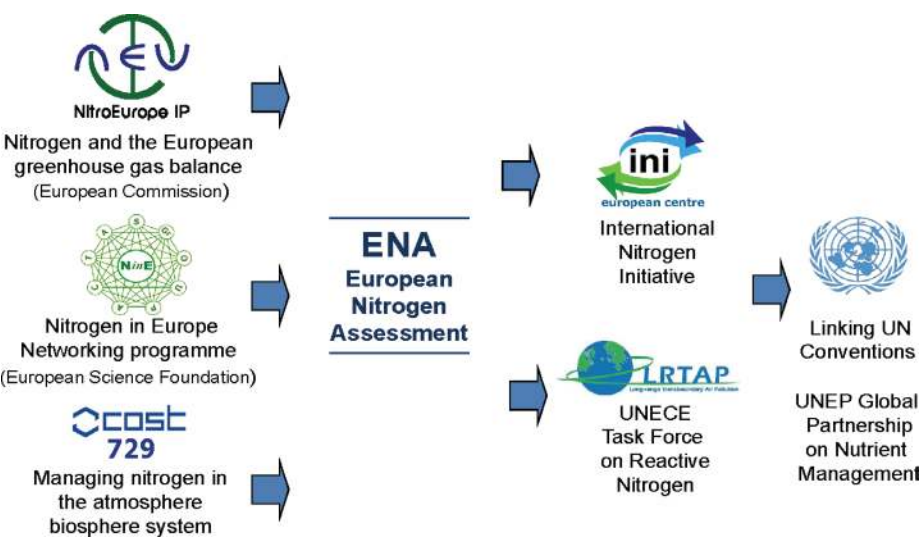 NEU
NitroEurope IP
Nitrogen and the European
greenhouse gas balance
(European Commission)
NinE
Nitrogen in Europe
Networking programme
(European Science Foundation)
cost
729
Managing nitrogen in
the atmosphere
biosphere system
ENA
European
Nitrogen
Assessment
ini
european centre
International
Nitrogen
Initiative
LRTAP
UNECE
Task Force
on Reactive
Nitrogen
Linking UN
Conventions
UNEP Global
Partnership
on Nutrient
Management